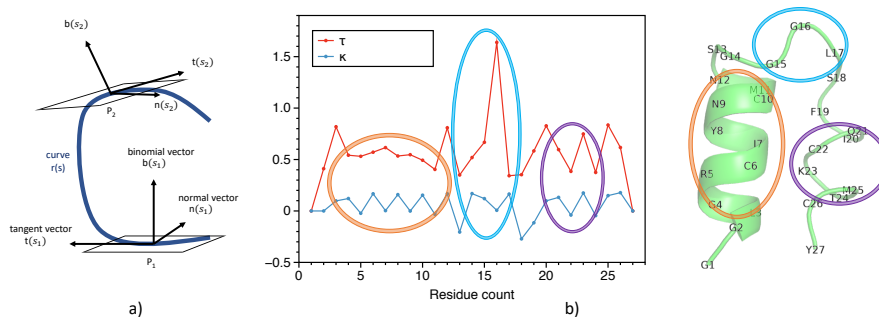 b(s₂)
t(s₂)
n(s₂)
P₂
curve
r(s)
binomial vector
b(s₁)
normal vector
n(s₁)
tangent vector
t(s₁)
P₁
a)
1.5
1.0
0.5
0
−0.5
τ
κ
0 5 10 15 20 25
Residue count
b)
G16
S13
G14
G15
L17
S18
N12
M11
C10
N9
F19
Y8
Q21
I20
I7
C22
C6
R5
K23
M25
T24
G4
C26
G2
Y27
G1